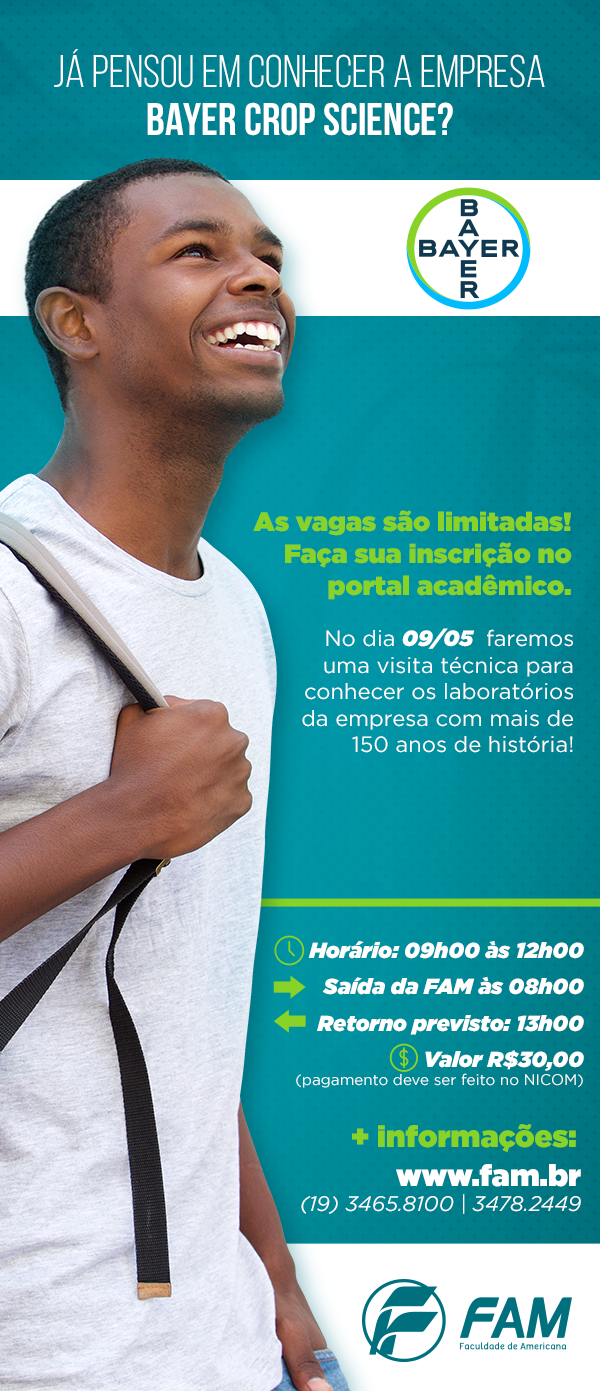 JÁ PENSOU EM CONHECER A EMPRESA
BAYER CROP SCIENCE?
BAYER
BAYER
As vagas são limitadas!
Faça sua inscrição no
portal acadêmico.
No dia 09/05 faremos
uma visita técnica para
conhecer os laboratórios
da empresa com mais de
150 anos de história!
Horário: 09h00 às 12h00
Saída da FAM às 08h00
Retorno previsto: 13h00
$ Valor R$30,00
(pagamento deve ser feito no NICOM)
+ informações:
www.fam.br
(19) 3465.8100 | 3478.2449
FAM
Faculdade de Americana